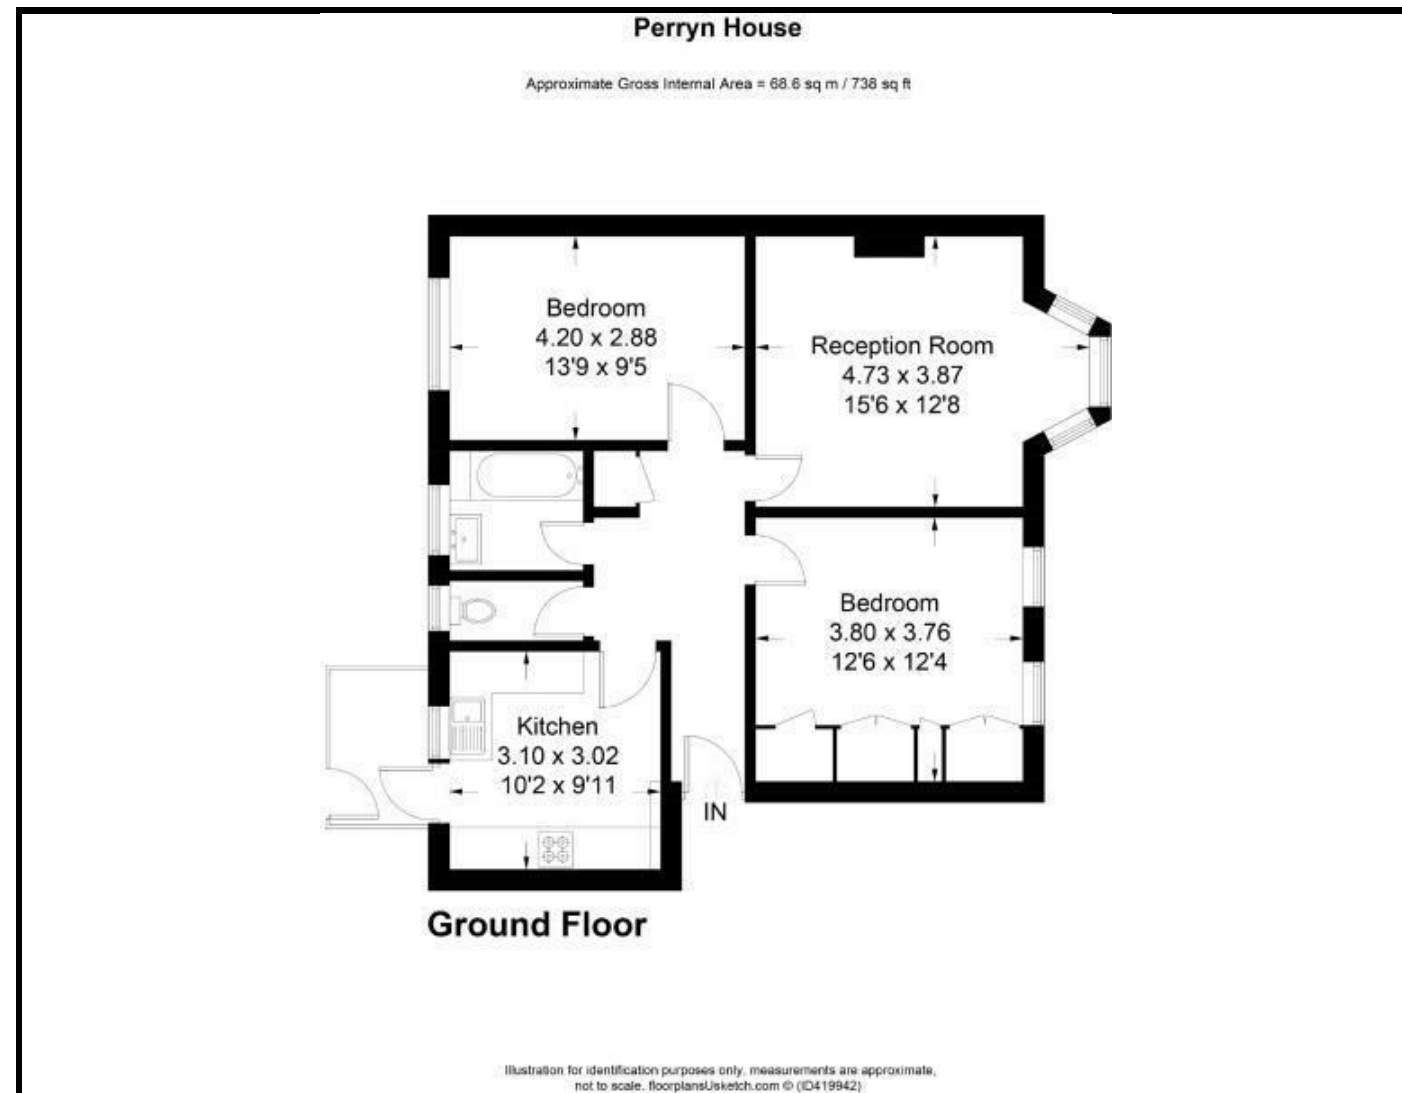 Perryn House
Approximate Gross Internal Area = 68.6 sq m / 738 sq ft
Bedroom
4.20 x 2.88
13'9 x 9'5
Reception Room
4.73 x 3.87
15'6 x 12'8
Bedroom
3.80 x 3.76
12'6 x 12'4
Kitchen
3.10 x 3.02
10'2 x 9'11
IN
Ground Floor
Illustration for identification purposes only, measurements are approximate,
not to scale. floorplansUsketch.com © (ID419942)